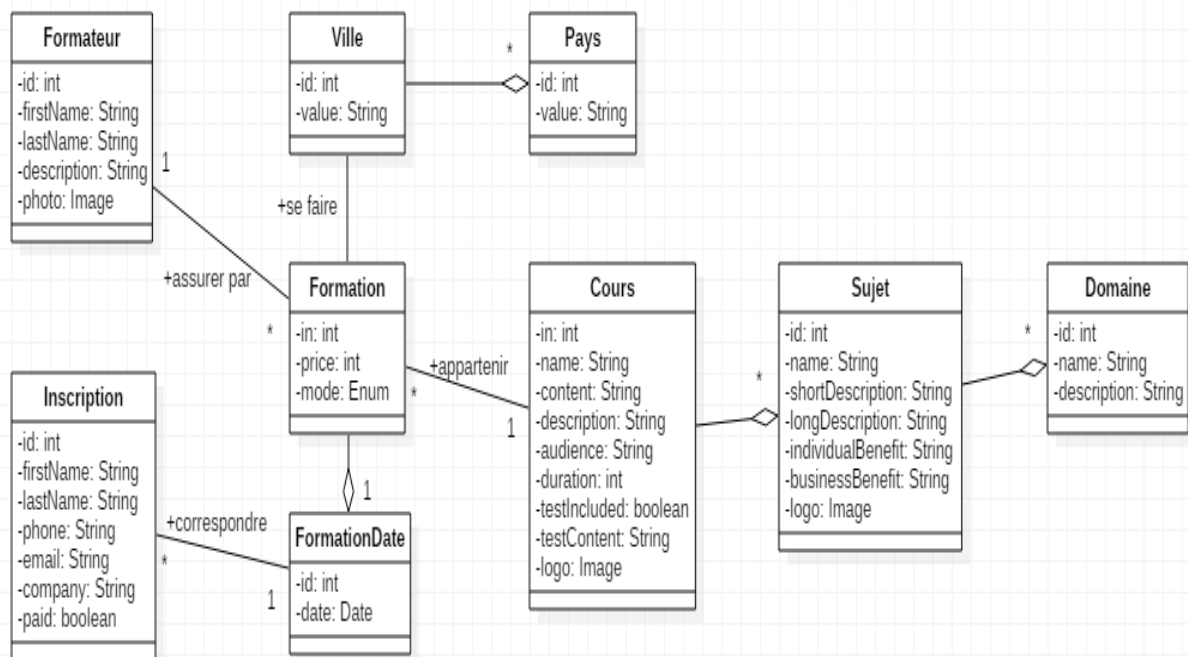 Formateur
-id: int
-firstName: String
-lastName: String
-description: String
-photo: Image
1
Ville
-id: int
-value: String
*
Pays
-id: int
-value: String
+se faire
+assurer par
*
Formation
-in: int
-price: int
-mode: Enum
+appartenir
*
1
Cours
-in: int
-name: String
-content: String
-description: String
-audience: String
-duration: int
-testIncluded: boolean
-testContent: String
-logo: Image
*
Sujet
-id: int
-name: String
-shortDescription: String
-longDescription: String
-individualBenefit: String
-businessBenefit: String
-logo: Image
*
Domaine
-id: int
-name: String
-description: String
Inscription
-id: int
-firstName: String
-lastName: String
-phone: String
-email: String
-company: String
-paid: boolean
+correspondre
*
1
1
FormationDate
-id: int
-date: Date